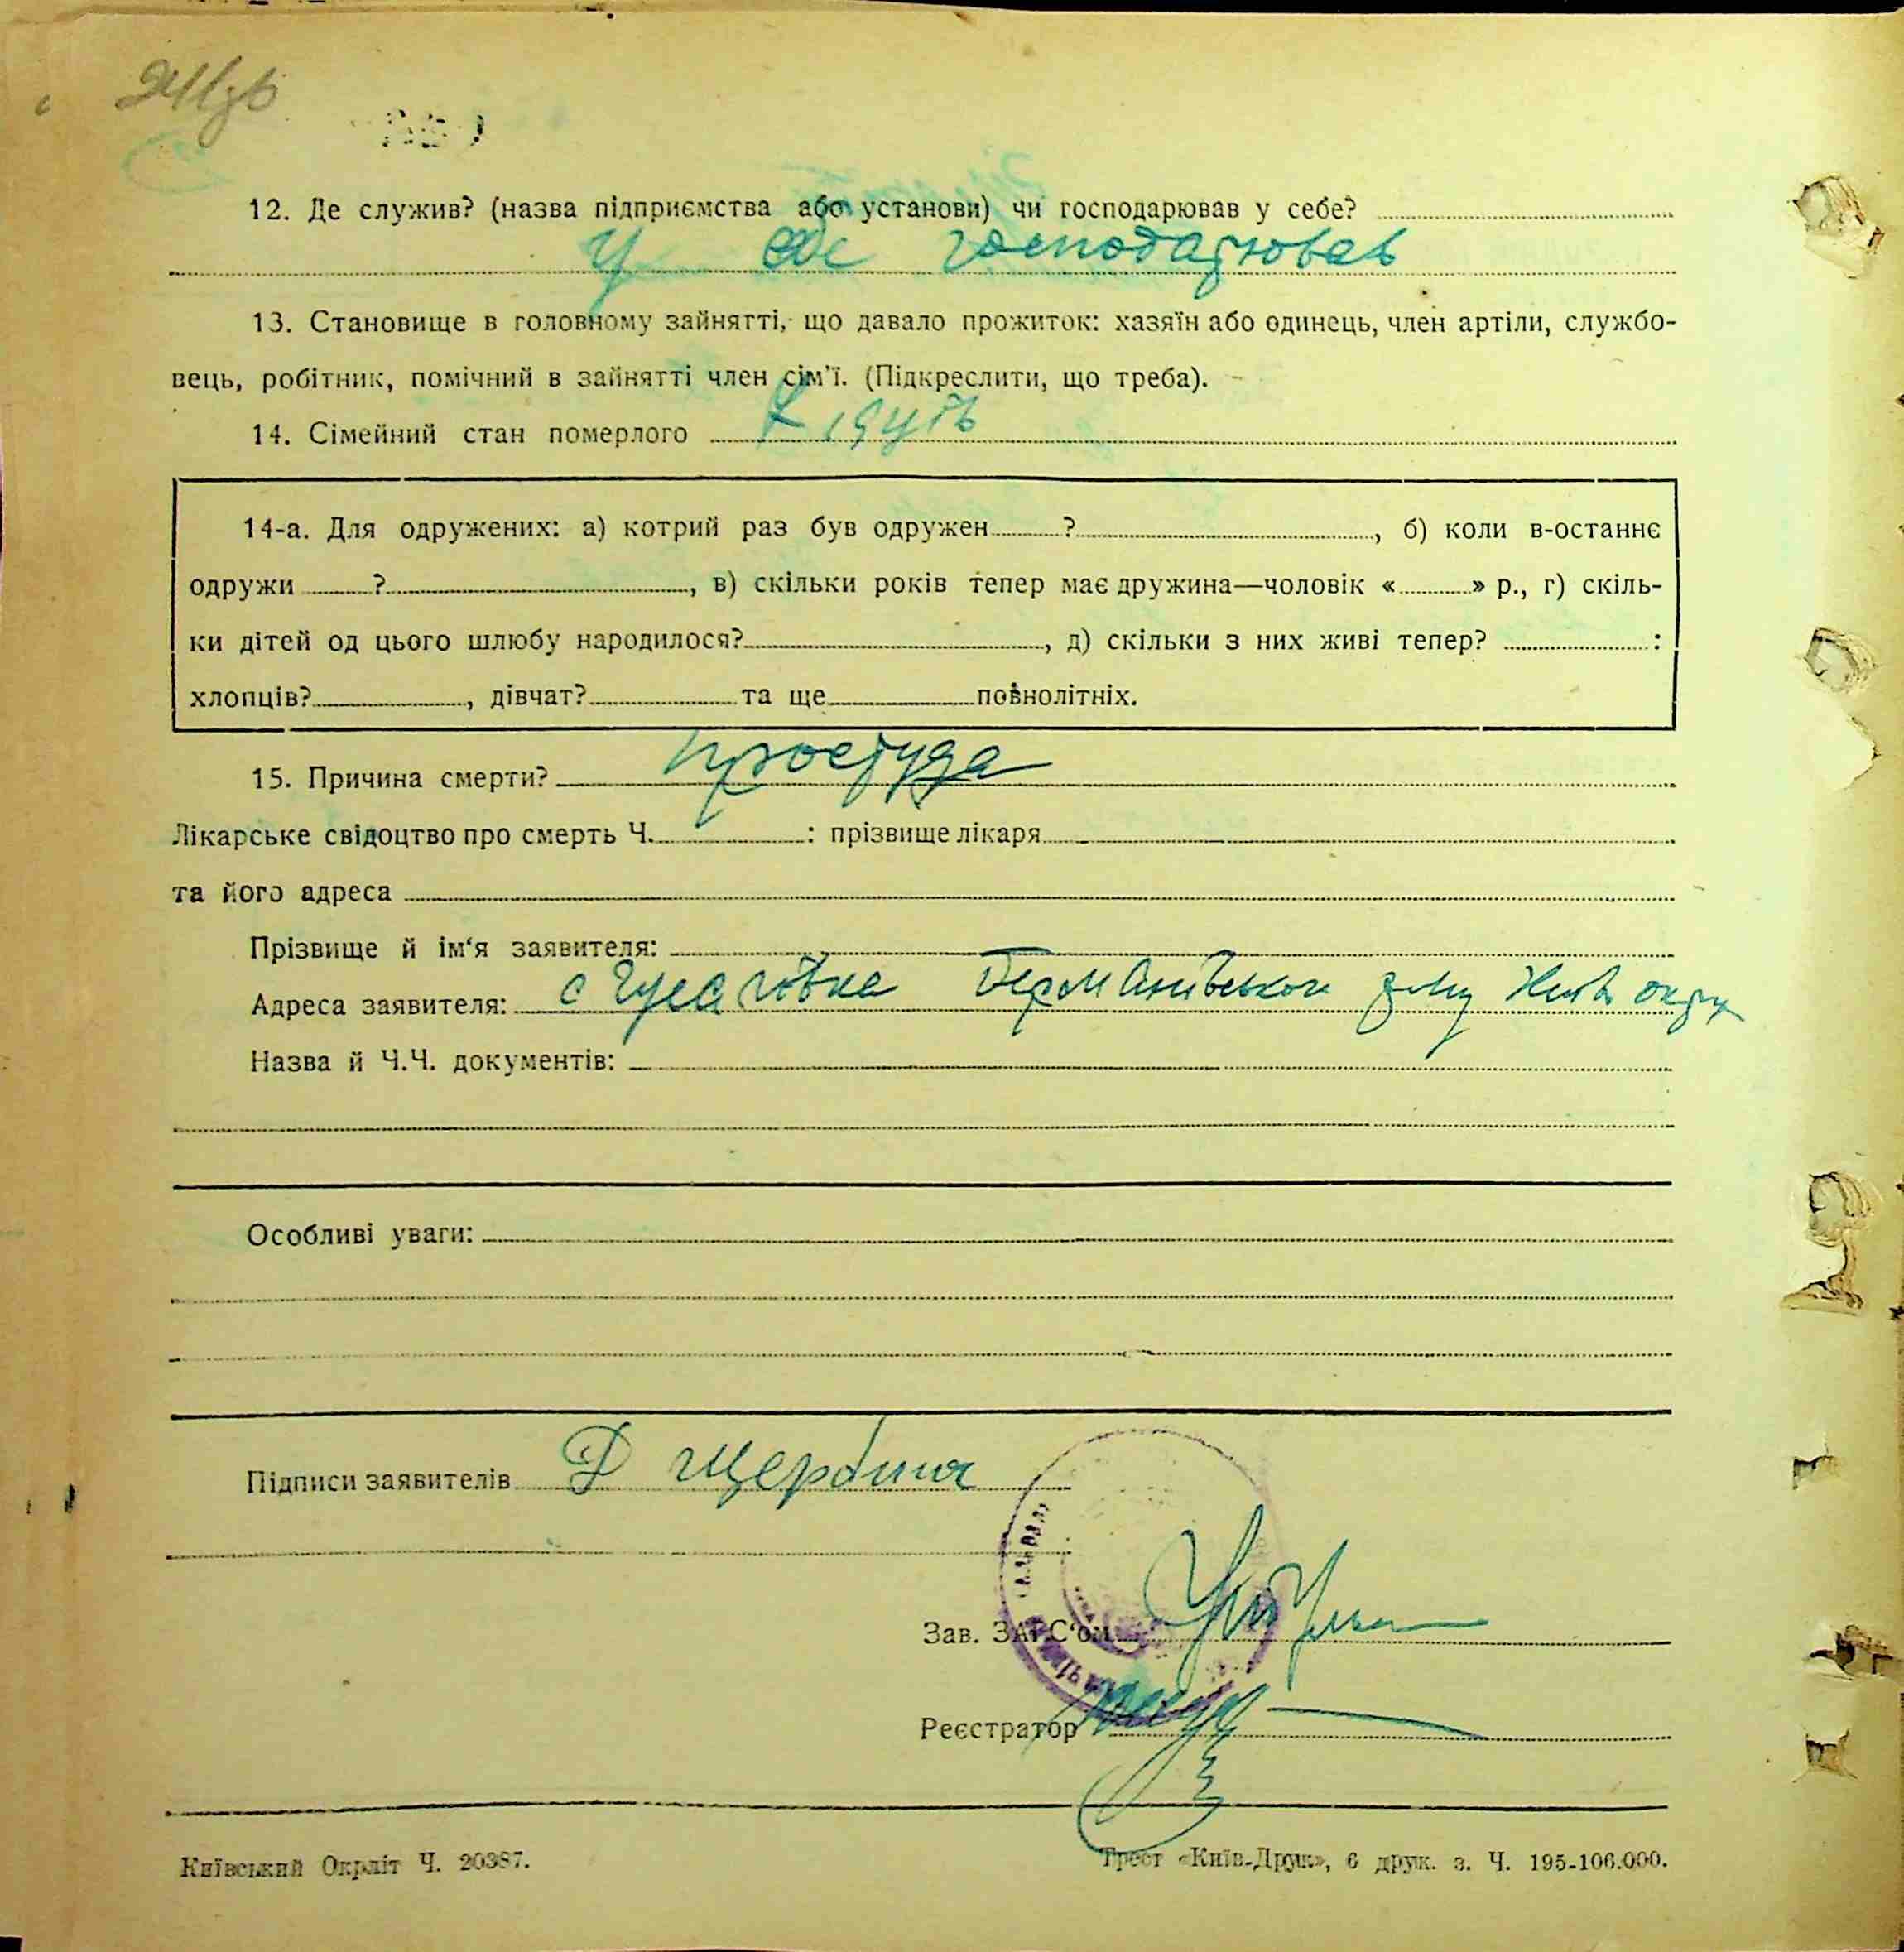 12. Де служив? (назва підприємства або установи) чи господарював у себе?
у себе господарював
13. Становище в головному зайнятті, що давало прожиток: хазяїн або одинець, член артіли, службо-
вець, робітник, помічний в зайнятті член сім'ї. (Підкреслити, що треба).
14. Сімейний стан померлого
14-а. Для одружених: а) котрий раз був одружен ? , б) коли в-останнє
одружи ? , в) скільки років тепер має дружина—чоловік « » р., г) скіль-
ки дітей од цього шлюбу народилося? , д) скільки з них живі тепер? :
хлопців? , дівчат? та ще повнолітніх.
15. Причина смерти? простуда
Лікарське свідоцтво про смерть Ч. : прізвище лікаря
та його адреса
Прізвище й ім'я заявителя:
Адреса заявителя: с Гусачівка Германівського
Назва й Ч.Ч. документів:
Особливі уваги:
Підписи заявителів Д Щербина
Зав. ЗАГС'ом
Реєстратор
Київський Окрліт Ч. 20387.
Трест «Київ-Друк», 6 друк. з. Ч. 195-106.000.